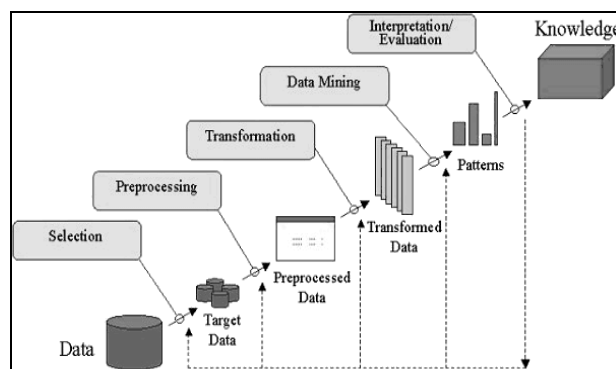 Interpretation/
Evaluation
Knowledge
Data Mining
Patterns
Transformation
Transformed
Data
Preprocessing
Preprocessed
Data
Selection
Target
Data
Data